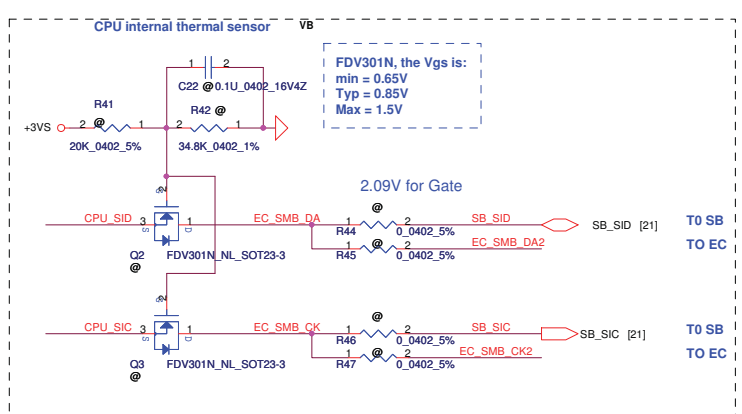 CPU internal thermal sensor VB
FDV301N, the Vgs is:
min = 0.65V
Typ = 0.85V
Max = 1.5V
1 2
C22 @ 0.1U_0402_16V4Z
R41 R42 @
+3VS 2 @ 1 2 1
20K_0402_5% 34.8K_0402_1%
2.09V for Gate
2 @
CPU_SID 3 1 EC_SMB_DA 1 2 SB_SID SB_SID [21] T0 SB
S D R44 0_0402_5%
@ EC_SMB_DA2 TO EC
1 2
Q2 FDV301N_NL_SOT23-3 R45 0_0402_5%
@
2 @
CPU_SIC 3 1 EC_SMB_CK 1 2 SB_SIC SB_SIC [21] T0 SB
S D R46 0_0402_5%
@ EC_SMB_CK2 TO EC
1 2
Q3 FDV301N_NL_SOT23-3 R47 0_0402_5%
@